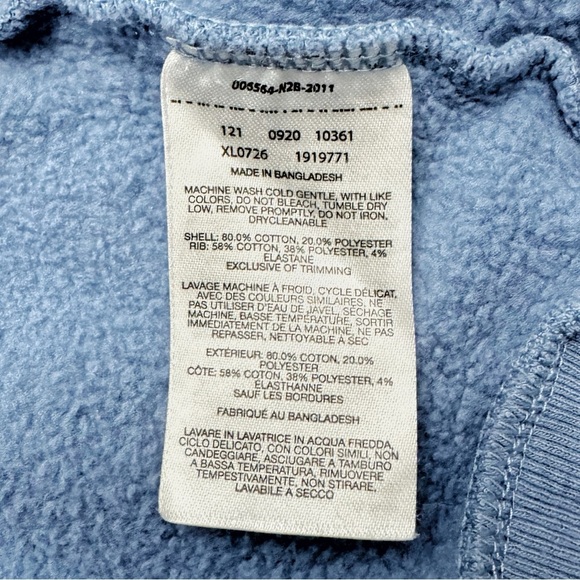 006564-N2B-2011
121 0920 10361
XL0726 1919771
MADE IN BANGLADESH
MACHINE WASH COLD GENTLE, WITH LIKE
COLORS, DO NOT BLEACH, TUMBLE DRY
LOW, REMOVE PROMPTLY, DO NOT IRON.
DRYCLEANABLE
SHELL: 80.0% COTTON, 20.0% POLYESTER
RIB: 58% COTTON, 38% POLYESTER, 4%
ELASTANE
EXCLUSIVE OF TRIMMING
LAVAGE MACHINE À FROID, CYCLE DÉLICAT,
AVEC DES COULEURS SIMILAIRES, NE
PAS UTILISER D'EAU DE JAVEL, SÉCHAGE
MACHINE, BASSE TEMPÉRATURE, SORTIR
IMMÉDIATEMENT DE LA MACHINE, NE PAS
REPASSER, NETTOYABLE A SEC
EXTÉRIEUR: 80.0% COTON, 20.0%
POLYESTER
CÔTE: 58% COTON, 38% POLYESTER, 4%
ÉLASTHANNE
SAUF LES BORDURES
FABRIQUÉ AU BANGLADESH
LAVARE IN LAVATRICE IN ACQUA FREDDA,
CICLO DELICATO, CON COLORI SIMILI, NON
CANDEGGIARE, ASCIUGARE A TAMBURO
A BASSA TEMPERATURA, RIMUOVERE
TEMPESTIVAMENTE, NON STIRARE,
LAVABILE A SECCO